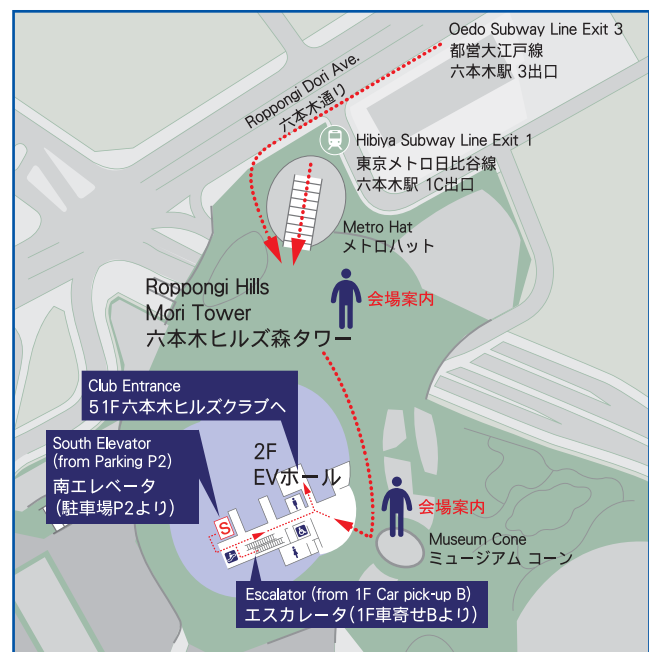 Oedo Subway Line Exit 3
都営大江戸線
六本木駅 3出口
Roppongi Dori Ave.
六本木通り
Hibiya Subway Line Exit 1
東京メトロ日比谷線
六本木駅 1C出口
Metro Hat
メトロハット
Roppongi Hills
Mori Tower
六本木ヒルズ森タワー
会場案内
Club Entrance
51F六本木ヒルズクラブへ
South Elevator
(from Parking P2)
南エレベータ
(駐車場P2より)
2F
EVホール
S
会場案内
Museum Cone
ミュージアム コーン
Escalator (from 1F Car pick-up B)
エスカレータ(1F車寄せBより)